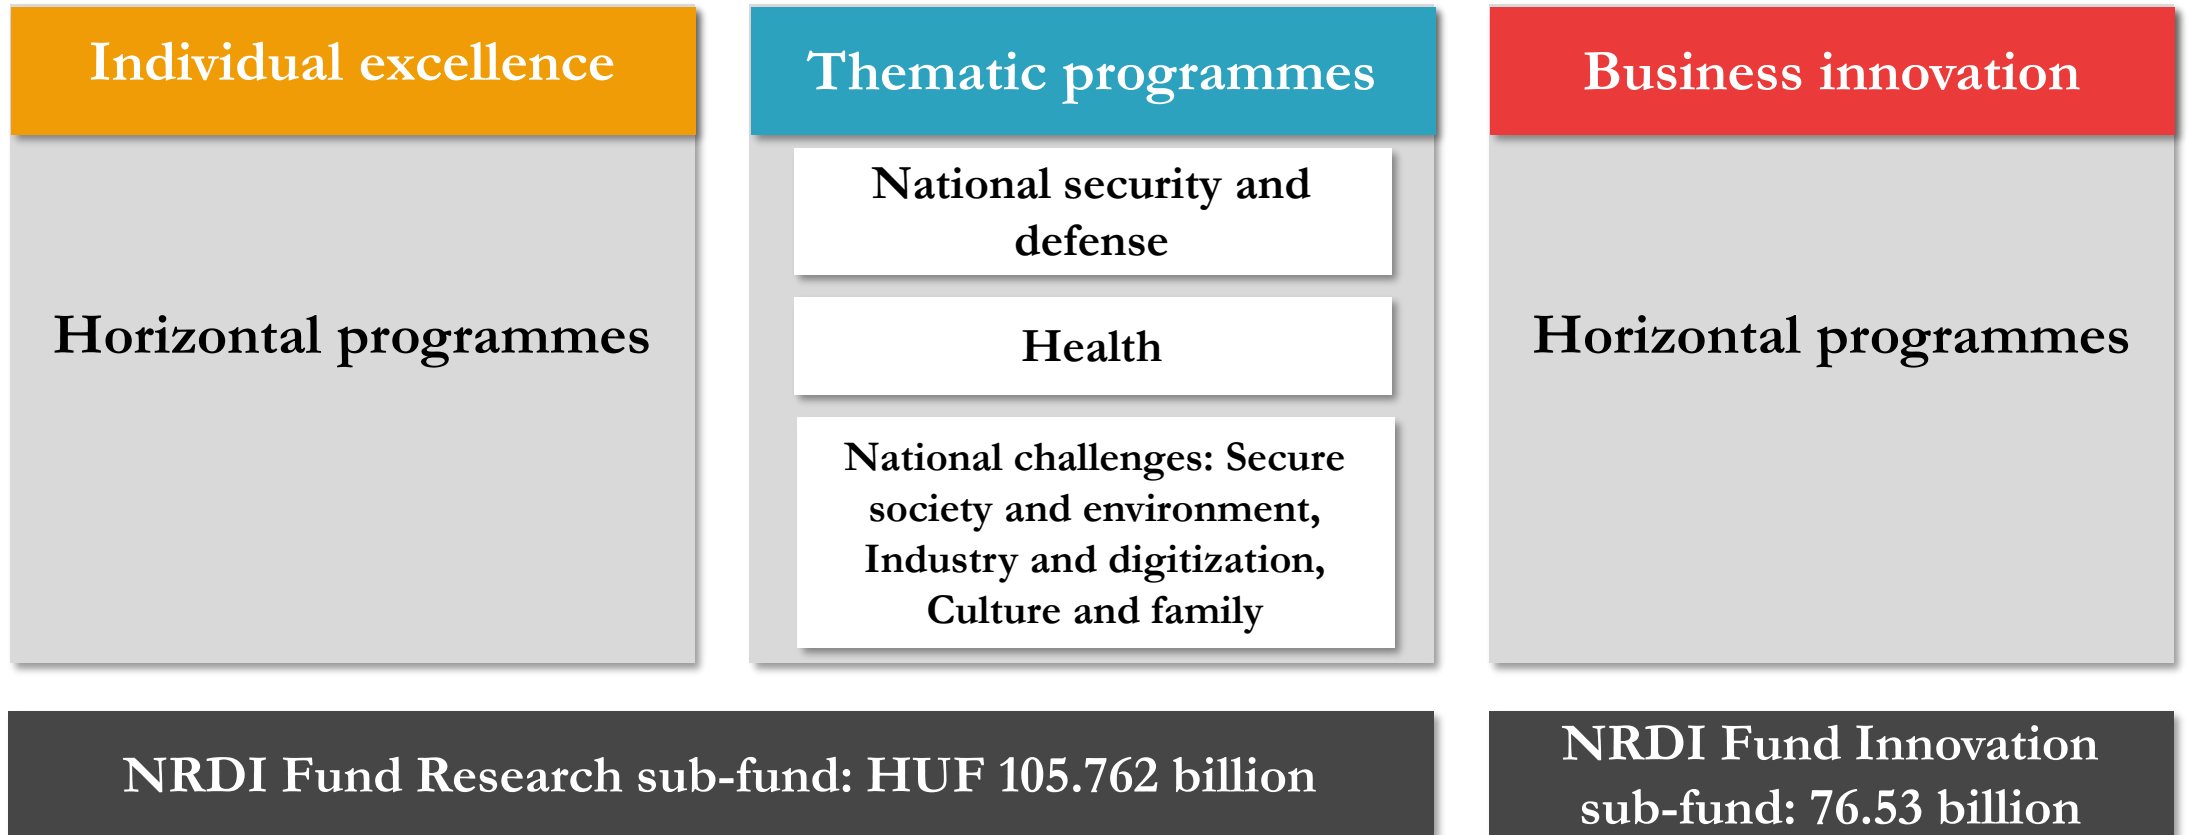 Individual excellence
Horizontal programmes
Thematic programmes
National security and
defense
Health
National challenges: Secure
society and environment,
Industry and digitization,
Culture and family
Business innovation
Horizontal programmes
NRDI Fund Research sub-fund: HUF 105.762 billion
NRDI Fund Innovation
sub-fund: 76.53 billion